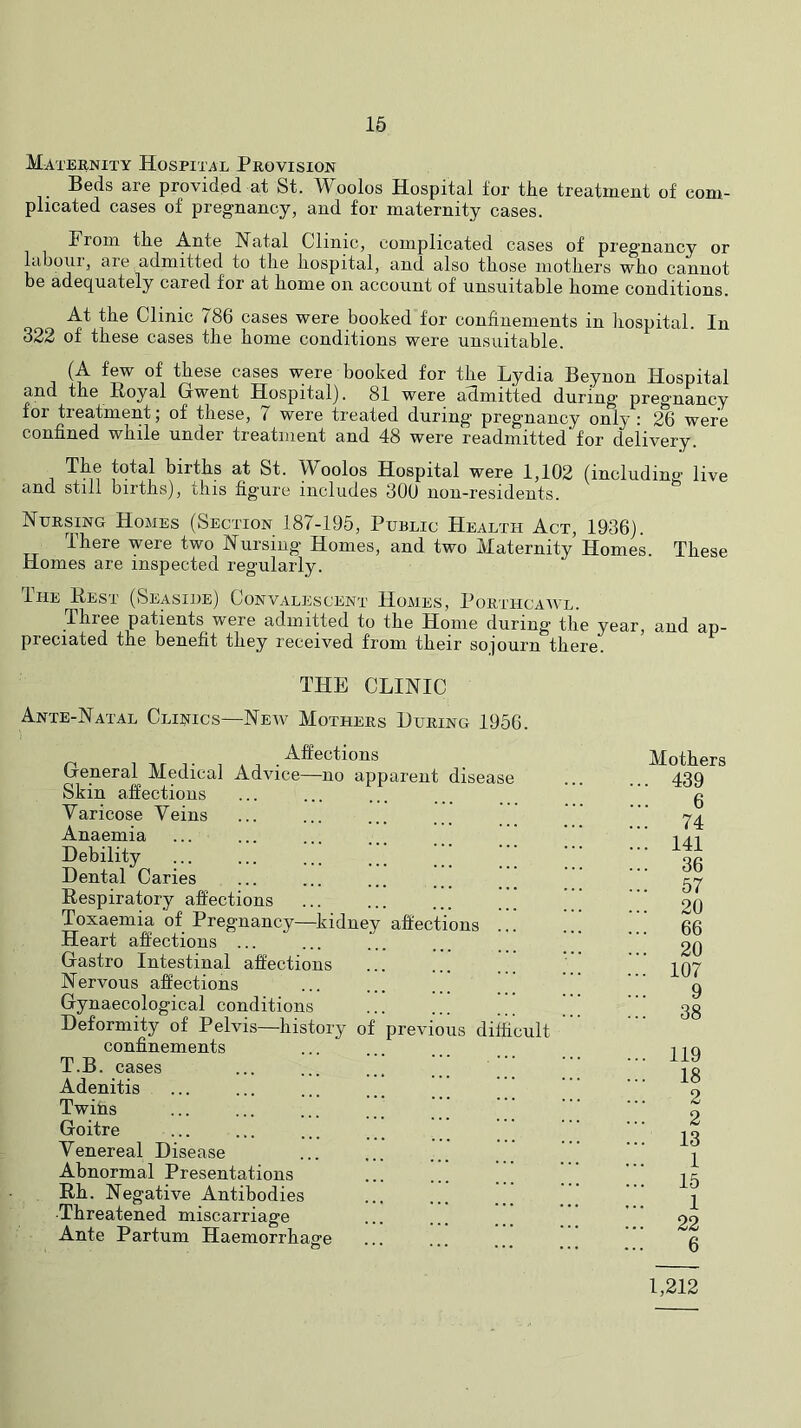 15
MATERNITY HOSPITAL PROVISION
Beds are provided at St. Woolos Hospital for the treatment of com-
plicated cases of pregnancy, and for maternity cases.
From the Ante Natal Clinic, complicated cases of pregnancy or
labour, are admitted to the hospital, and also those mothers who cannot
be adequately cared for at home on account of unsuitable home conditions.
At the Clinic 786 cases were booked for confinements in hospital. In
322 of these cases the home conditions were unsuitable.
(A few of these cases were booked for the Lydia Beynon Hospital
and the Royal Gwent Hospital). 81 were admitted during pregnancy
for treatment; of these, 7 were treated during pregnancy only: 26 were
confined while under treatment and 48 were readmitted for delivery.
The total births at St. Woolos Hospital were 1,102 (including live
and still births), this figure includes 300 non-residents.
NURSING HOMES (SECTION 187-195, PUBLIC HEALTH ACT, 1936).
There were two Nursing Homes, and two Maternity Homes. These
Homes are inspected regularly.
THE REST (SEASIDE) CONVALESCENT HOMES, PORTHCAWL.
Three patients were admitted to the Home during the year, and ap-
preciated the benefit they received from their sojourn there.
THE CLINIC
ANTE-NATAL CLINICS—NEW MOTHERS DURING 1956.
Affections Mothers
General Medical Advice—no apparent disease ... ... 439
Skin affections ... ... ... ... ... ... ... 6
Varicose Veins ... ... ... ... ... ... ... 74
Anaemia ... ... ... ... ... ... ... ... 141
Debility ... ... ... ... ... ... ... ... 36
Dental Caries ... ... ... ... ... ... ... 57
Respiratory affections ... ... ... ... ... ... 20
Toxaemia of Pregnancy—kidney affections ... ... ... 66
Heart affections ... ... ... ... ... ... ... 20
Gastro Intestinal affections ... ... ... ... ... 107
Nervous affections ... ... ... ... ... ... 9
Gynaecological conditions ... ... ... ... ... 38
Deformity of Pelvis—history of previous difficult
confinements ... ... ... ... ... ... 119
T.B. cases ... ... ... ... ... ... ... 18
Adenitis ... ... ... ... ... ... ... ... 2
Twins ... ... ... ... ... ... ... ... 2
Goitre ... ... ... ... ... ... ... ... 13
Venereal Disease ... ... ... ... ... ... 1
Abnormal Presentations ... ... ... ... ... 15
Rh. Negative Antibodies ... ... ... ... ... 1
Threatened miscarriage ... ... ... ... ... 22
Ante Partum Haemorrhage ... ... ... ... ... 6
1,212